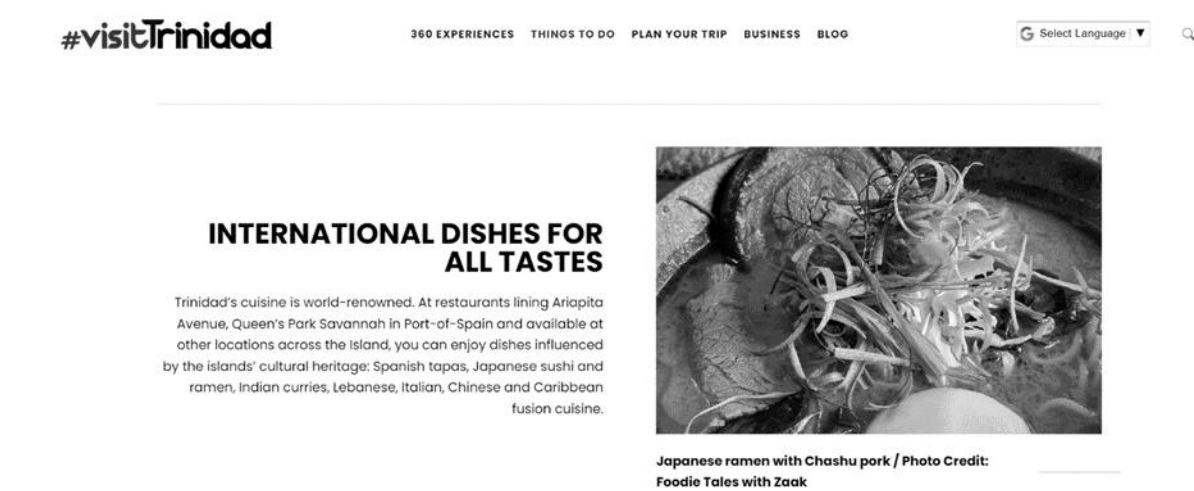 #visitTrinidad
360 EXPERIENCES THINGS TO DO PLAN YOUR TRIP BUSINESS BLOG
Select Language ▼
INTERNATIONAL DISHES FOR
ALL TASTES
Trinidad's cuisine is world-renowned. At restaurants lining Ariapita
Avenue, Queen's Park Savannah in Port-of-Spain and available at
other locations across the Island, you can enjoy dishes influenced
by the islands' cultural heritage: Spanish tapas, Japanese sushi and
ramen, Indian curries, Lebanese, Italian, Chinese and Caribbean
fusion cuisine.
Japanese ramen with Chashu pork / Photo Credit:
Foodie Tales with Zaak